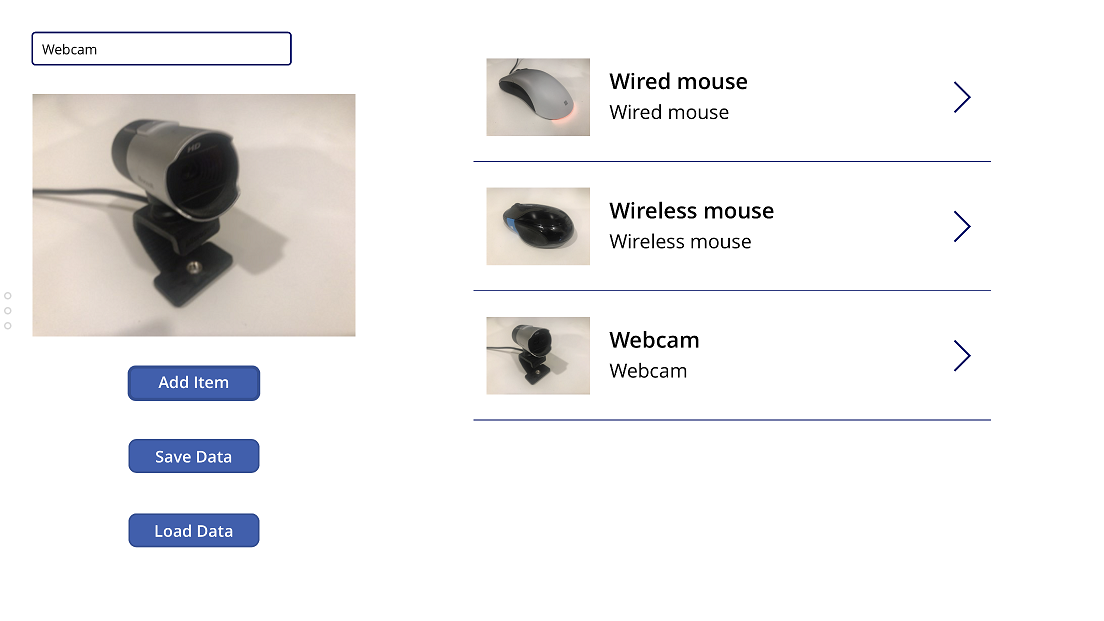 Webcam
HD
Add Item
Save Data
Load Data
Wired mouse
Wired mouse
Wireless mouse
Wireless mouse
Webcam
Webcam